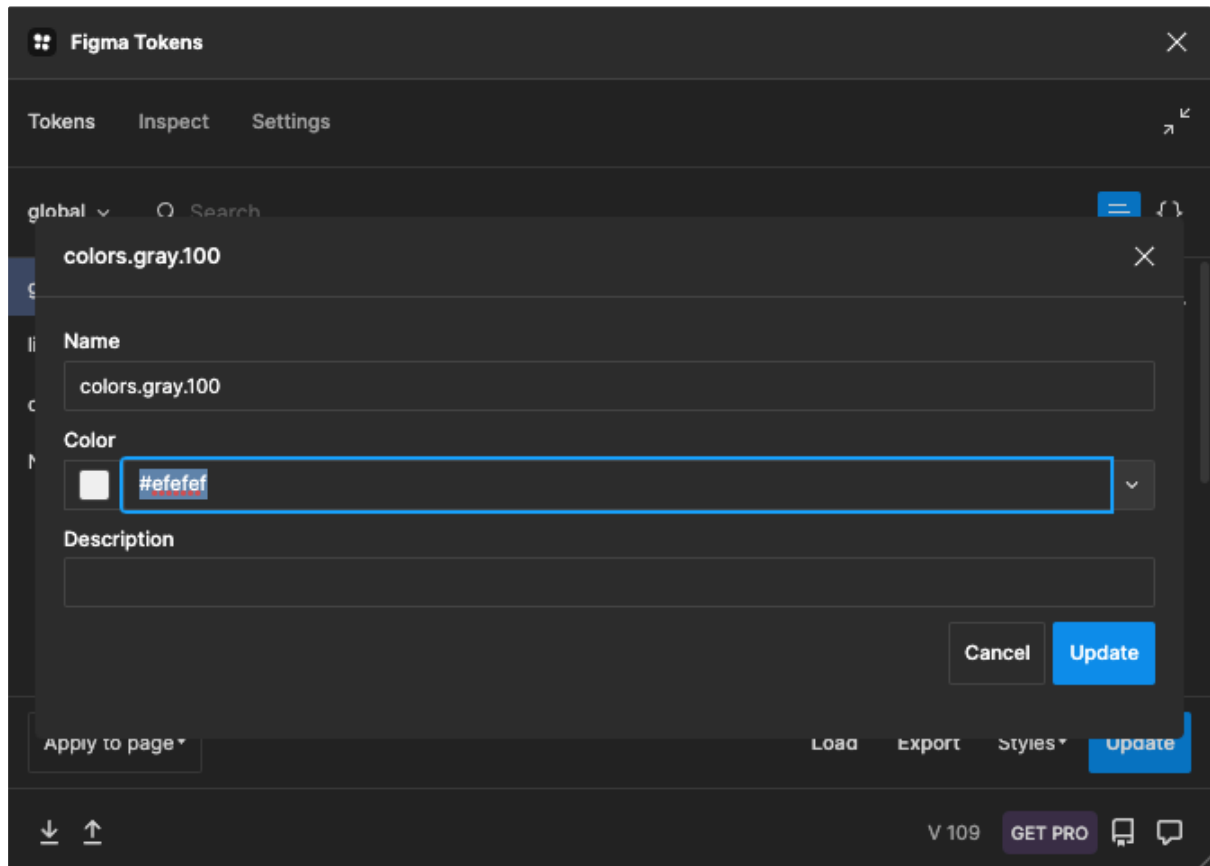 Figma Tokens
Tokens Inspect Settings
global Search
colors.gray.100
Name
colors.gray.100
Color
#efefef
Description
Cancel Update
Apply to page
Load Export Styles Update
V 109 GET PRO